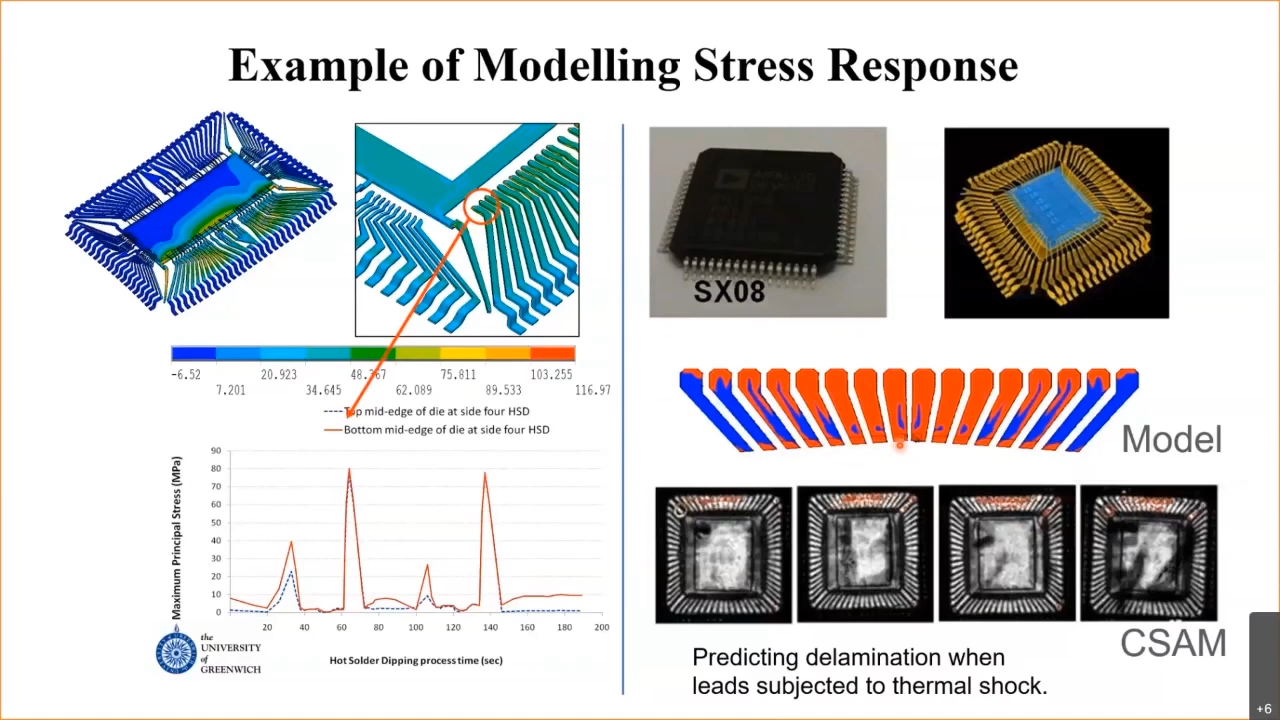 Example of Modelling Stress Response
-6.52
20.923
48.367
75.811
103.255
7.201
34.645
62.089
89.533
116.97
Top mid-edge of die at side four HSD
Bottom mid-edge of die at side four HSD
Maximum Principal Stress (MPa)
90
80
70
60
50
40
30
20
10
0
20
40
60
80
100
120
140
160
180
200
Hot Solder Dipping process time (sec)
the
UNIVERSITY
of
GREENWICH
SX08
Model
CSAM
Predicting delamination when
leads subjected to thermal shock.
+6